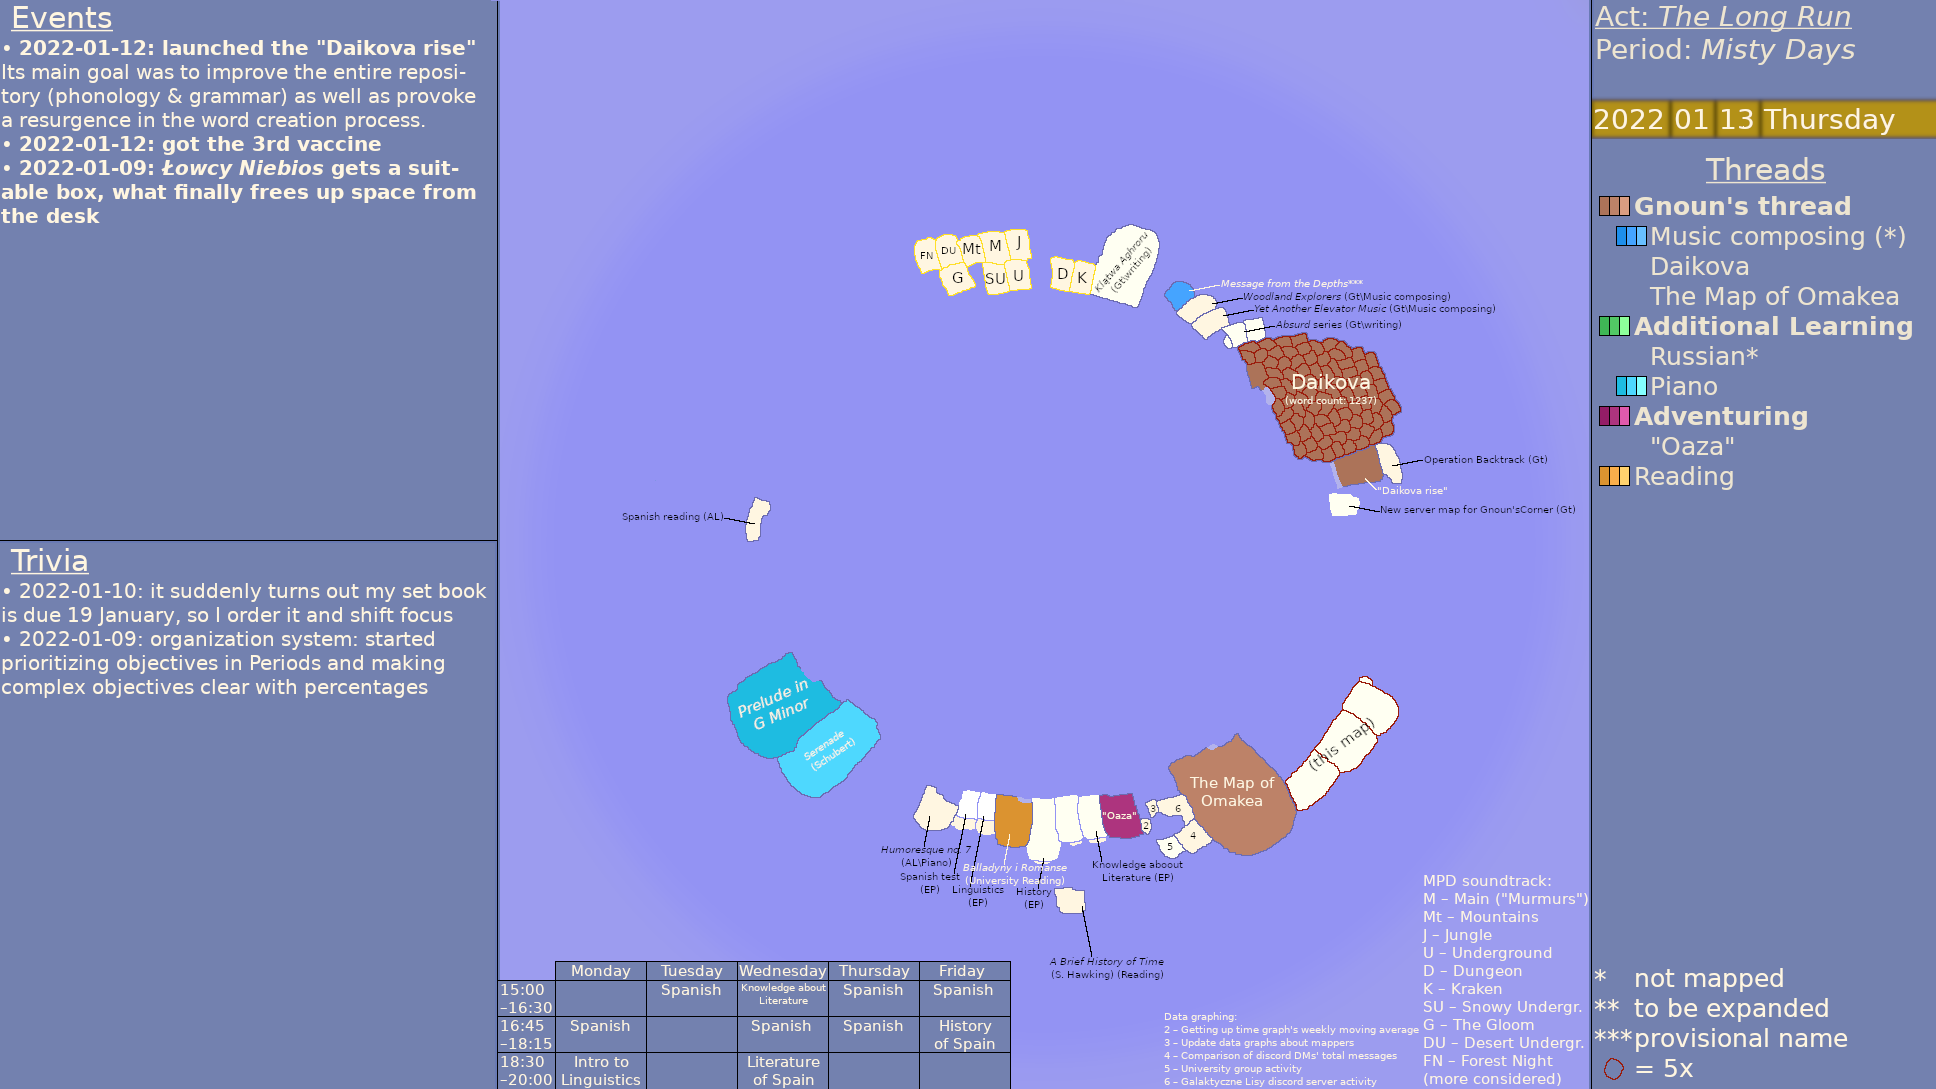 Events
• 2022-01-12: launched the "Daikova rise"
Its main goal was to improve the entire reposi-
tory (phonology & grammar) as well as provoke
a resurgence in the word creation process.
• 2022-01-12: got the 3rd vaccine
• 2022-01-09: Łowcy Niebios gets a suit-
able box, what finally frees up space from
the desk
Trivia
• 2022-01-10: it suddenly turns out my set book
is due 19 January, so I order it and shift focus
• 2022-01-09: organization system: started
prioritizing objectives in Periods and making
complex objectives clear with percentages
FN
DU
Mt
M
J
G
SU
U
D
K
Klątwa Aghroru
(Gt\writing)
Message from the Depths***
Woodland Explorers (Gt\Music composing)
Yet Another Elevator Music (Gt\Music composing)
Absurd series (Gt\writing)
Daikova
(word count: 1237)
Operation Backtrack (Gt)
"Daikova rise"
New server map for Gnoun'sCorner (Gt)
Spanish reading (AL)
Prelude in
G Minor
Serenade
(Schubert)
(this map)
The Map of
Omakea
"Oaza"
3
6
2
4
5
Humoresque no. 7
(AL\Piano)
Spanish test
(EP)
Linguistics
(EP)
Balladyny i Romanse
(University Reading)
History
(EP)
Knowledge aboout
Literature (EP)
A Brief History of Time
(S. Hawking) (Reading)
Monday Tuesday Wednesday Thursday Friday
15:00
–16:30
Spanish
Knowledge about
Literature
Spanish
Spanish
16:45
–18:15
Spanish
Spanish
Spanish
History
of Spain
18:30
–20:00
Intro to
Linguistics
Literature
of Spain
Data graphing:
2 – Getting up time graph's weekly moving average
3 – Update data graphs about mappers
4 – Comparison of discord DMs' total messages
5 – University group activity
6 – Galaktyczne Lisy discord server activity
MPD soundtrack:
M – Main ("Murmurs")
Mt – Mountains
J – Jungle
U – Underground
D – Dungeon
K – Kraken
SU – Snowy Undergr.
G – The Gloom
DU – Desert Undergr.
FN – Forest Night
(more considered)
Act: The Long Run
Period: Misty Days
2022 01 13 Thursday
Threads
Gnoun's thread
Music composing (*)
Daikova
The Map of Omakea
Additional Learning
Russian*
Piano
Adventuring
"Oaza"
Reading
* not mapped
** to be expanded
*** provisional name
= 5x